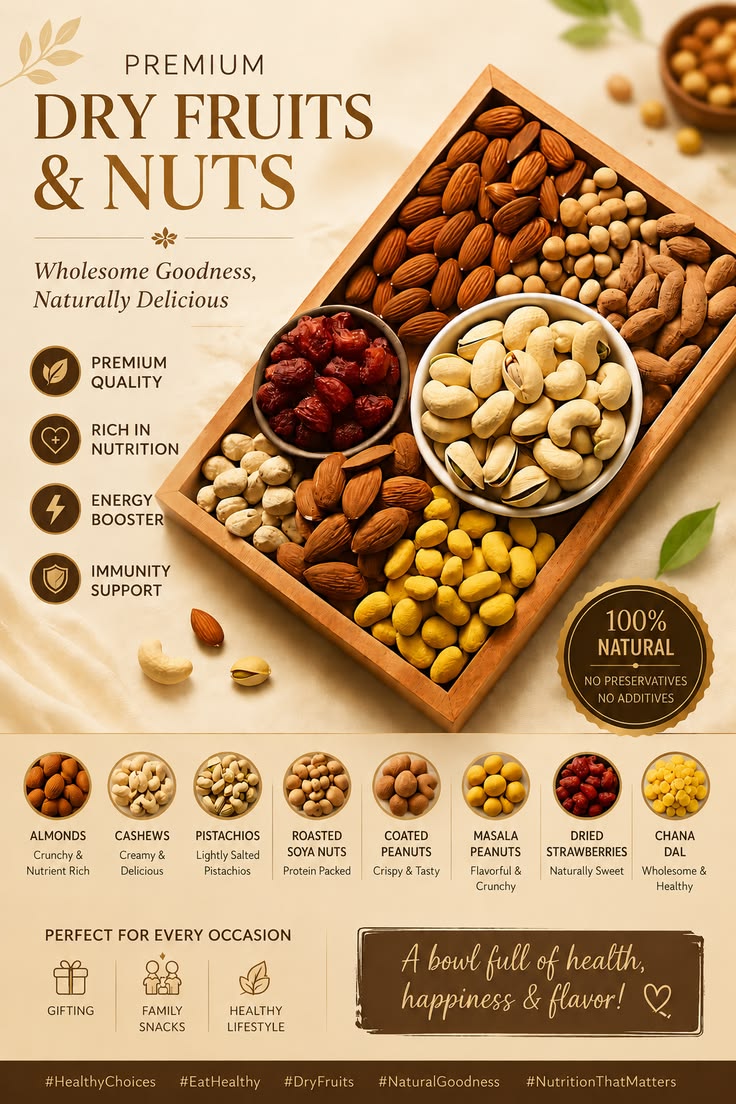 PREMIUM
DRY FRUITS
& NUTS
Wholesome Goodness,
Naturally Delicious
PREMIUM
QUALITY
RICH IN
NUTRITION
ENERGY
BOOSTER
IMMUNITY
SUPPORT
100%
NATURAL
NO PRESERVATIVES
NO ADDITIVES
ALMONDS
Crunchy &
Nutrient Rich
CASHEWS
Creamy &
Delicious
PISTACHIOS
Lightly Salted
Pistachios
ROASTED
SOYA NUTS
Protein Packed
COATED
PEANUTS
Crispy & Tasty
MASALA
PEANUTS
Flavorful &
Crunchy
DRIED
STRAWBERRIES
Naturally Sweet
CHANA
DAL
Wholesome &
Healthy
PERFECT FOR EVERY OCCASION
GIFTING
FAMILY
SNACKS
HEALTHY
LIFESTYLE
A bowl full of health,
happiness & flavor!
#HealthyChoices #EatHealthy #DryFruits #NaturalGoodness #NutritionThatMatters